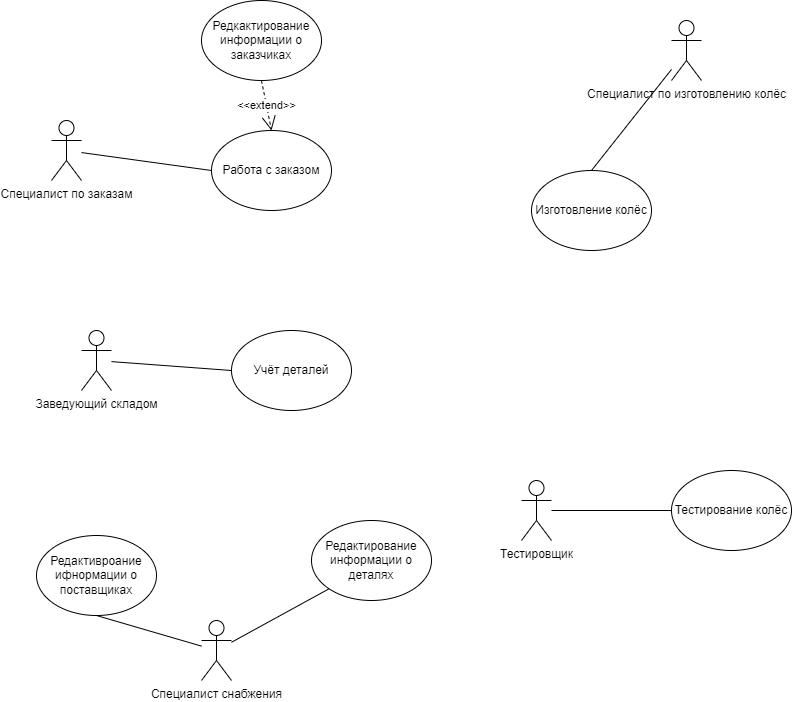 Редкактирование
информации о
заказчиках
<<extend>>
Специалист по заказам
Работа с заказом
Специалист по изготовлению колёс
Изготовление колёс
Заведующий складом
Учёт деталей
Тестировщик
Тестирование колёс
Редактивроание
ифнормации о
поставщиках
Редактирование
информации о
деталях
Специалист снабжения